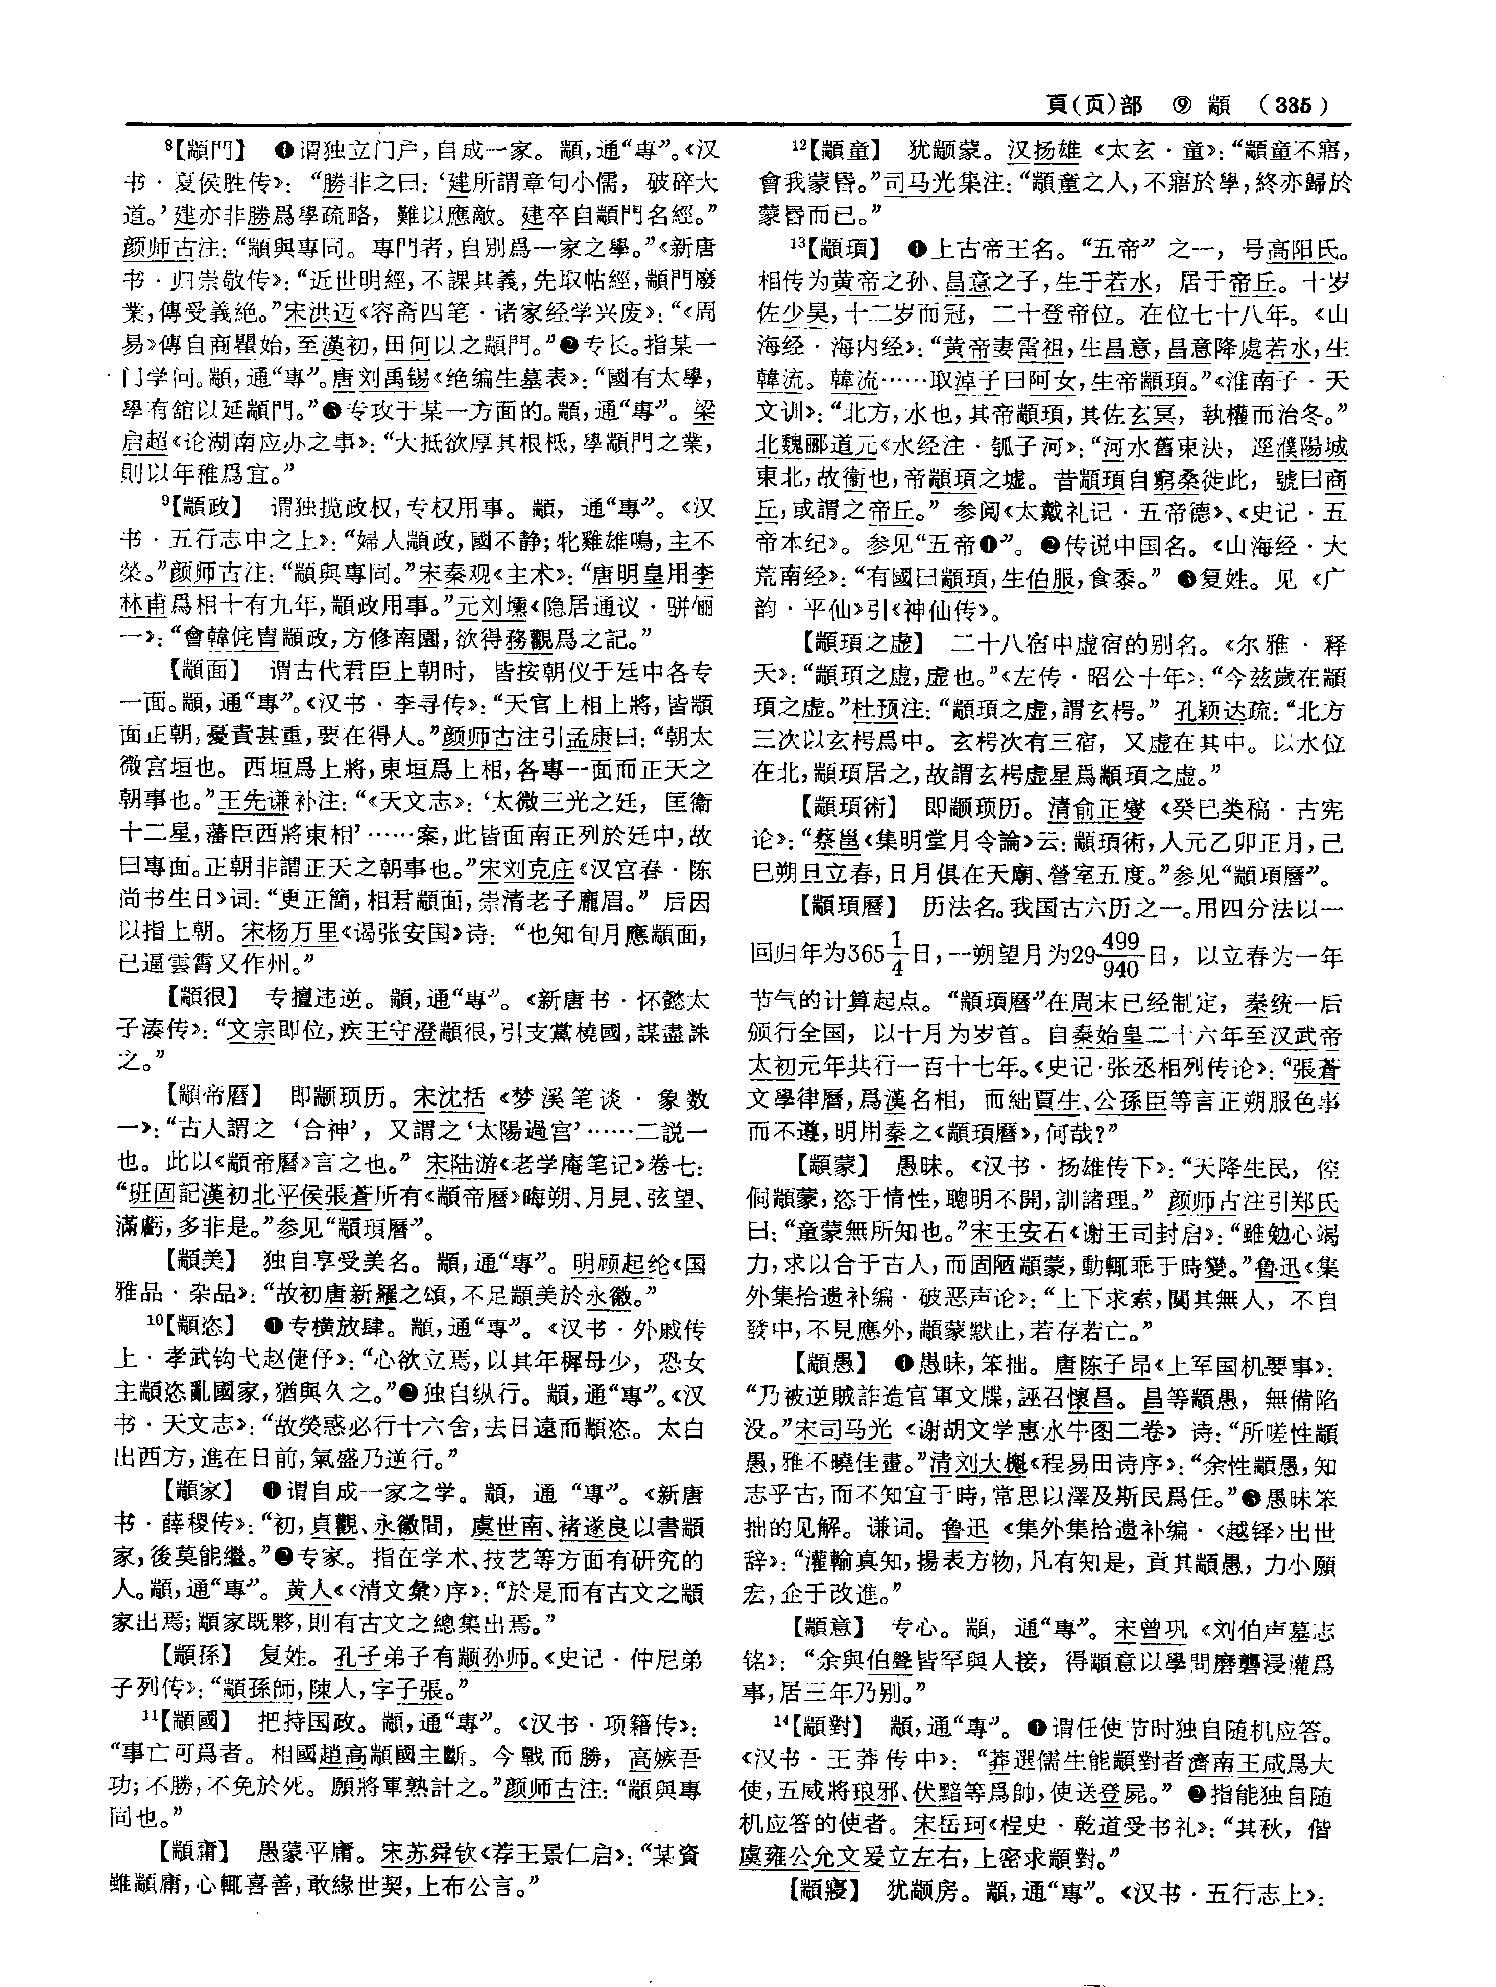 頁(页)部 ⑨ 顓 (335)
⁸【顓門】 ❶谓独立门户，自成一家。顓，通“專”。《汉
书·夏侯胜传》：“勝非之曰：‘建所謂章句小儒，破碎大
道。’建亦非勝爲學疏略，難以應敵。建卒自顓門名經。”
颜师古注：“顓與專同。專門者，自别爲一家之學。”《新唐
书·归崇敬传》：“近世明經，不課其義，先取帖經，顓門廢
業，傳受義絶。”宋洪迈《容斋四笔·诸家经学兴废》：“《周
易》傳自商瞿始，至漢初，田何以之顓門。”❷专长。指某一
门学问。顓，通“專”。唐刘禹锡《绝编生墓表》：“國有太學，
學有舘以延顓門。”❸专攻于某一方面的。顓，通“專”。梁
启超《论湖南应办之事》：“大抵欲厚其根柢，學顓門之業，
則以年稚爲宜。”
⁹【顓政】 谓独揽政权，专权用事。顓，通“專”。《汉
书·五行志中之上》：“婦人顓政，國不静；牝雞雄鳴，主不
榮。”颜师古注：“顓與專同。”宋秦观《主术》：“唐明皇用李
林甫爲相十有九年，顓政用事。”元刘壎《隐居通议·骈俪
一》：“會韓侂胄顓政，方修南園，欲得務觀爲之記。”
【顓面】 谓古代君臣上朝时，皆按朝仪于廷中各专
一面。顓，通“專”。《汉书·李寻传》：“天官上相上將，皆顓
面正朝，憂責甚重，要在得人。”颜师古注引孟康曰：“朝太
微宫垣也。西垣爲上將，東垣爲上相，各專一面而正天之
朝事也。”王先谦补注：“《天文志》：‘太微三光之廷，匡衛
十二星，藩臣西將東相’……案，此皆面南正列於廷中，故
曰專面。正朝非謂正天之朝事也。”宋刘克庄《汉宫春·陈
尚书生日》词：“更正簡，相君顓面，崇清老子龐眉。”后因
以指上朝。宋杨万里《谒张安国》诗：“也知旬月應顓面，
已逼雲霄又作州。”
【顓很】 专擅违逆。顓，通“專”。《新唐书·怀懿太
子湊传》：“文宗即位，疾王守澄顓很，引支黨橈國，謀盡誅
之。”
【顓帝曆】 即颛顼历。宋沈括《梦溪笔谈·象数
一》：“古人謂之‘合神’，又謂之‘太陽過宫’……二説一
也。此以《顓帝曆》言之也。”宋陆游《老学庵笔记》卷七：
“班固記漢初北平侯張蒼所有《顓帝曆》晦朔、月見、弦望、
滿虧，多非是。”参见“顓頊曆”。
【顓美】 独自享受美名。顓，通“專”。明顾起纶《国
雅品·杂品》：“故初唐新羅之頌，不足顓美於永徽。”
¹⁰【顓恣】 ❶专横放肆。顓，通“專”。《汉书·外戚传
上·孝武钩弋赵倢伃》：“心欲立焉，以其年穉母少，恐女
主顓恣亂國家，猶與久之。”❷独自纵行。顓，通“專”。《汉
书·天文志》：“故熒惑必行十六舍，去日遠而顓恣。太白
出西方，進在日前，氣盛乃逆行。”
【顓家】 ❶谓自成一家之学。顓，通“專”。《新唐
书·薛稷传》：“初，貞觀、永徽間，虞世南、褚遂良以書顓
家，後莫能繼。”❷专家。指在学术、技艺等方面有研究的
人。顓，通“專”。黄人《〈清文彙〉序》：“於是而有古文之顓
家出焉；顓家既夥，則有古文之總集出焉。”
【顓孫】 复姓。孔子弟子有颛孙师。《史记·仲尼弟
子列传》：“顓孫師，陳人，字子張。”
¹¹【顓國】 把持国政。顓，通“專”。《汉书·项籍传》：
“事亡可爲者。相國趙高顓國主斷。今戰而勝，高嫉吾
功；不勝，不免於死。願將軍熟計之。”颜师古注：“顓與專
同也。”
【顓庸】 愚蒙平庸。宋苏舜钦《荐王景仁启》：“某資
雖顓庸，心輒喜善，敢緣世契，上布公言。”
¹²【顓童】 犹颛蒙。汉扬雄《太玄·童》：“顓童不寤，
會我蒙昬。”司马光集注：“顓童之人，不寤於學，終亦歸於
蒙昬而已。”
¹³【顓頊】 ❶上古帝王名。“五帝”之一，号高阳氏。
相传为黄帝之孙、昌意之子，生于若水，居于帝丘。十岁
佐少昊，十二岁而冠，二十登帝位。在位七十八年。《山
海经·海内经》：“黄帝妻雷祖，生昌意，昌意降處若水，生
韓流。韓流……取淖子曰阿女，生帝顓頊。”《淮南子·天
文训》：“北方，水也，其帝顓頊，其佐玄冥，執權而治冬。”
北魏郦道元《水经注·瓠子河》：“河水舊東決，逕濮陽城
東北，故衞也，帝顓頊之墟。昔顓頊自窮桑徙此，號曰商
丘，或謂之帝丘。”参阅《大戴礼记·五帝德》、《史记·五
帝本纪》。参见“五帝❶”。❷传说中国名。《山海经·大
荒南经》：“有國曰顓頊，生伯服，食黍。”❸复姓。见《广
韵·平仙》引《神仙传》。
【顓頊之虚】 二十八宿中虚宿的别名。《尔雅·释
天》：“顓頊之虚，虚也。”《左传·昭公十年》：“今兹歲在顓
頊之虚。”杜预注：“顓頊之虚，謂玄枵。”孔颖达疏：“北方
三次以玄枵爲中。玄枵次有三宿，又虚在其中。以水位
在北，顓頊居之，故謂玄枵虚星爲顓頊之虚。”
【顓頊術】 即颛顼历。清俞正燮《癸巳类稿·古宪
论》：“蔡邕《集明堂月令論》云：顓頊術，人元乙卯正月，己
巳朔旦立春，日月俱在天廟、營室五度。”参见“顓頊曆”。
【顓頊曆】 历法名。我国古六历之一。用四分法以一
回归年为365 1/4 日，一朔望月为29 499/940 日，以立春为一年
节气的计算起点。“顓頊曆”在周末已经制定，秦统一后
颁行全国，以十月为岁首。自秦始皇二十六年至汉武帝
太初元年共行一百十七年。《史记·张丞相列传论》：“張蒼
文學律曆，爲漢名相，而絀賈生、公孫臣等言正朔服色事
而不遵，明用秦之《顓頊曆》，何哉？”
【顓蒙】 愚昧。《汉书·扬雄传下》：“天降生民，倥
侗顓蒙，恣于情性，聰明不開，訓諸理。”颜师古注引郑氏
曰：“童蒙無所知也。”宋王安石《谢王司封启》：“雖勉心竭
力，求以合于古人，而固陋顓蒙，動輒乖于時變。”鲁迅《集
外集拾遗补编·破恶声论》：“上下求索，闃其無人，不自
發中，不見應外，顓蒙默止，若存若亡。”
【顓愚】 ❶愚昧，笨拙。唐陈子昂《上军国机要事》：
“乃被逆賊詐造官軍文牒，誣召懷昌。昌等顓愚，無備陷
没。”宋司马光《谢胡文学惠水牛图二卷》诗：“所嗟性顓
愚，雅不曉佳畫。”清刘大櫆《程易田诗序》：“余性顓愚，知
志乎古，而不知宜于時，常思以澤及斯民爲任。”❸愚昧笨
拙的见解。谦词。鲁迅《集外集拾遗补编·〈越铎〉出世
辞》：“灌輸真知，揚表方物，凡有知是，貢其顓愚，力小願
宏，企于改進。”
【顓意】 专心。顓，通“專”。宋曾巩《刘伯声墓志
铭》：“余與伯聲皆罕與人接，得顓意以學問磨礱浸灌爲
事，居三年乃别。”
¹⁴【顓對】 顓，通“專”。❶谓任使节时独自随机应答。
《汉书·王莽传中》：“莽選儒生能顓對者濟南王咸爲大
使，五威將琅邪、伏黯等爲帥，使送登屍。”❷指能独自随
机应答的使者。宋岳珂《桯史·乾道受书礼》：“其秋，偕
虞雍公允文爰立左右，上密求顓對。”
【顓寢】 犹颛房。顓，通“專”。《汉书·五行志上》：